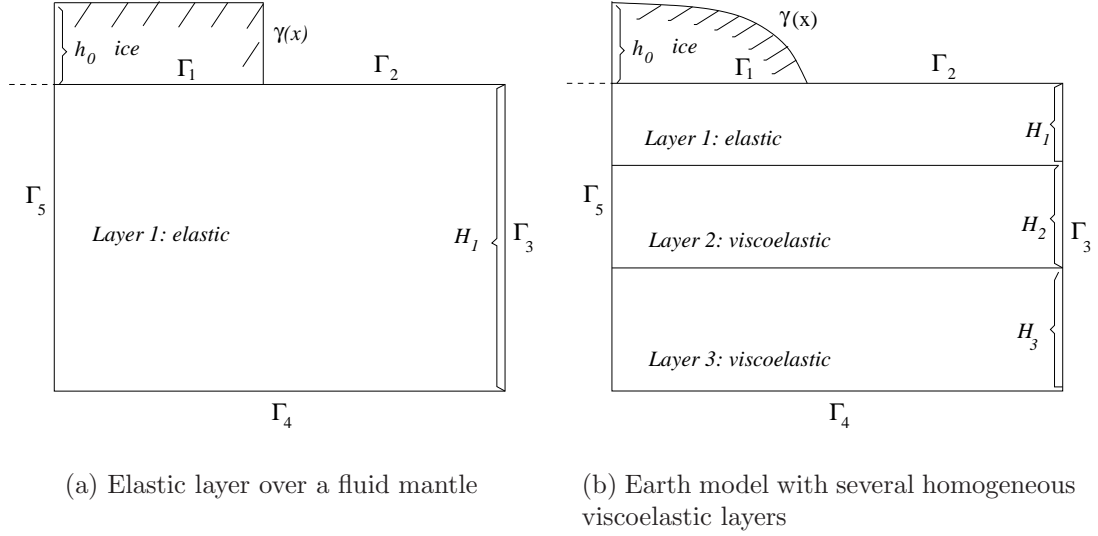 h₀ ice
γ(x)
Γ₁
Γ₂
Γ₅
Layer 1: elastic
H₁
Γ₃
Γ₄
(a) Elastic layer over a fluid mantle
γ(x)
h₀ ice
Γ₁
Γ₂
Layer 1: elastic
H₁
Γ₅
Layer 2: viscoelastic
H₂
Γ₃
Layer 3: viscoelastic
H₃
Γ₄
(b) Earth model with several homogeneous
viscoelastic layers